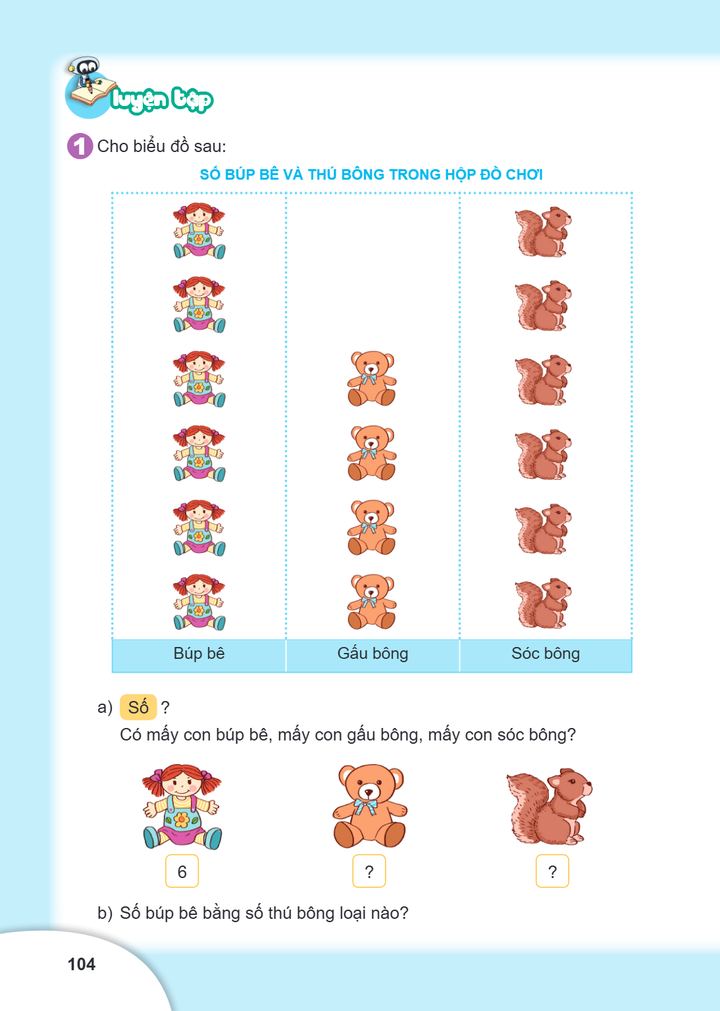 luyện tập
1 Cho biểu đồ sau:
SỐ BÚP BÊ VÀ THÚ BÔNG TRONG HỘP ĐỒ CHƠI
Búp bê Gấu bông Sóc bông
a) Số ?
Có mấy con búp bê, mấy con gấu bông, mấy con sóc bông?
6 ? ?
b) Số búp bê bằng số thú bông loại nào?
104